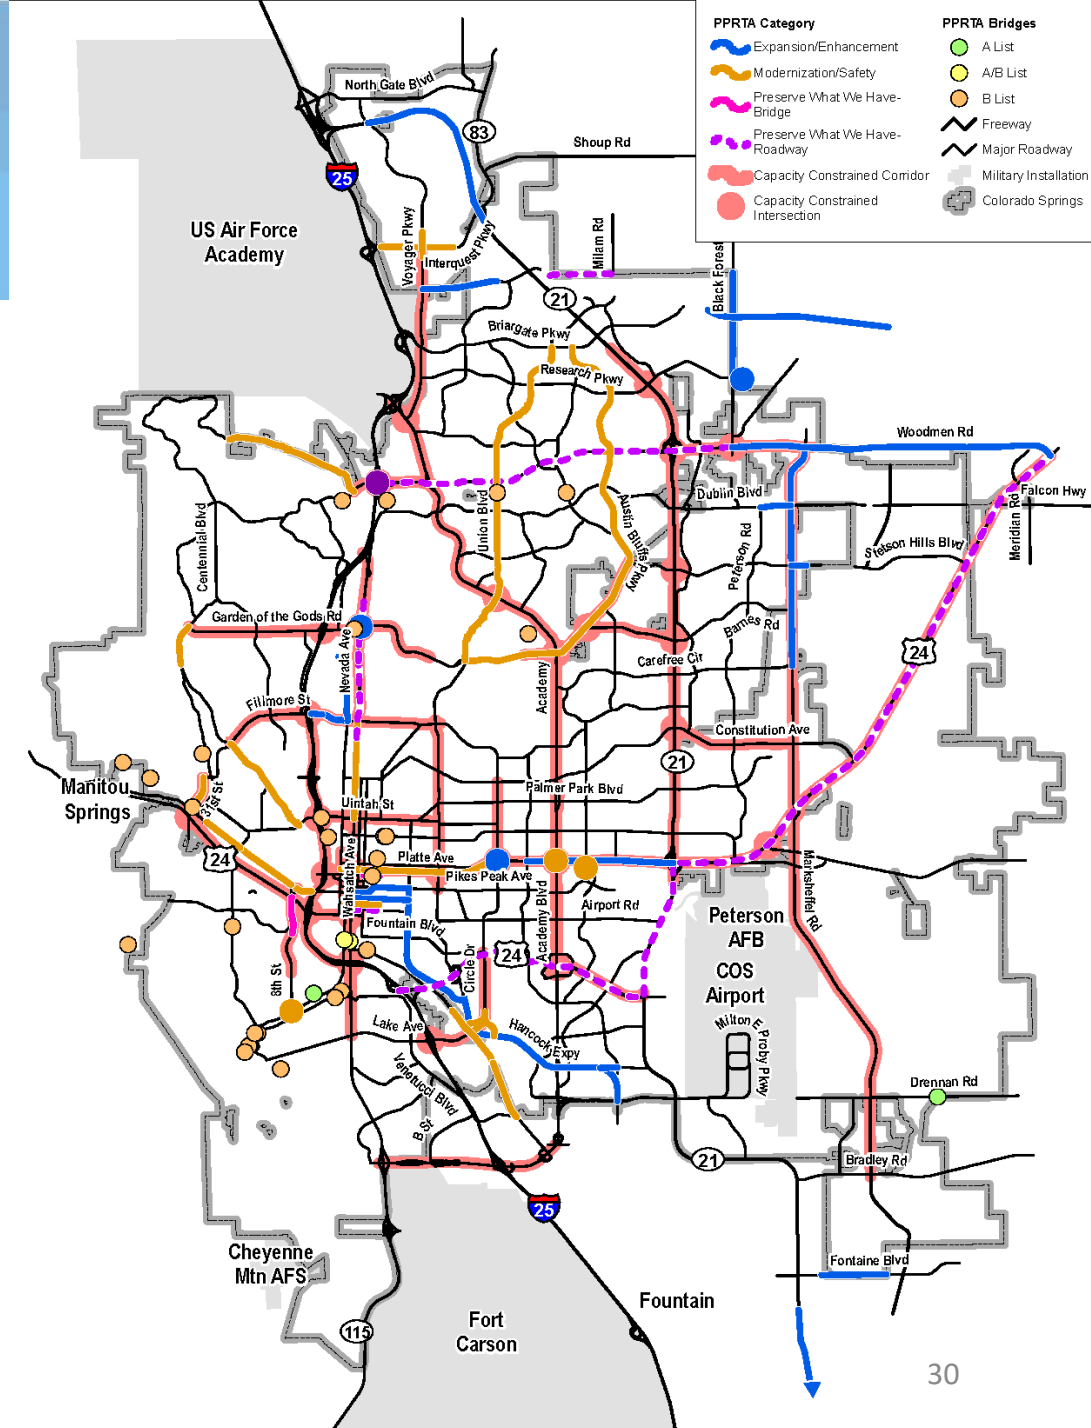 PPRTA Category
Expansion/Enhancement
Modernization/Safety
Preserve What We Have-
Bridge
Preserve What We Have-
Roadway
Capacity Constrained Corridor
Capacity Constrained
Intersection
PPRTA Bridges
A List
A/B List
B List
Freeway
Major Roadway
Military Installation
Colorado Springs
North Gate Blvd
83
Shoup Rd
25
US Air Force
Academy
Voyager Pkwy
Interquest Pkwy
Milam Rd
Black Forest
21
Briargate Pkwy
Research Pkwy
Woodmen Rd
Falcon Hwy
Meridian Rd
Dublin Blvd
Union Blvd
Austin Bluffs Pkwy
Centennial Blvd
Peterson Rd
Stetson Hills Blvd
Garden of the Gods Rd
Barnes Rd
24
Nevada Ave
Carefree Cir
Academy
Fillmore St
Constitution Ave
21
Manitou
Springs
31st St
Palmer Park Blvd
Uintah St
24
Platte Ave
Pikes Peak Ave
Wahsatch Ave
Marksheffel Rd
Airport Rd
Academy Blvd
Peterson
AFB
Fountain Blvd
24
Circle Dr
8th St
COS
Airport
Lake Ave
Hancock Expy
Milton E Proby Pkwy
Venetucci Blvd
Drennan Rd
B St
21
Bradley Rd
25
Cheyenne
Mtn AFS
Fontaine Blvd
Fountain
Fort
Carson
115
30